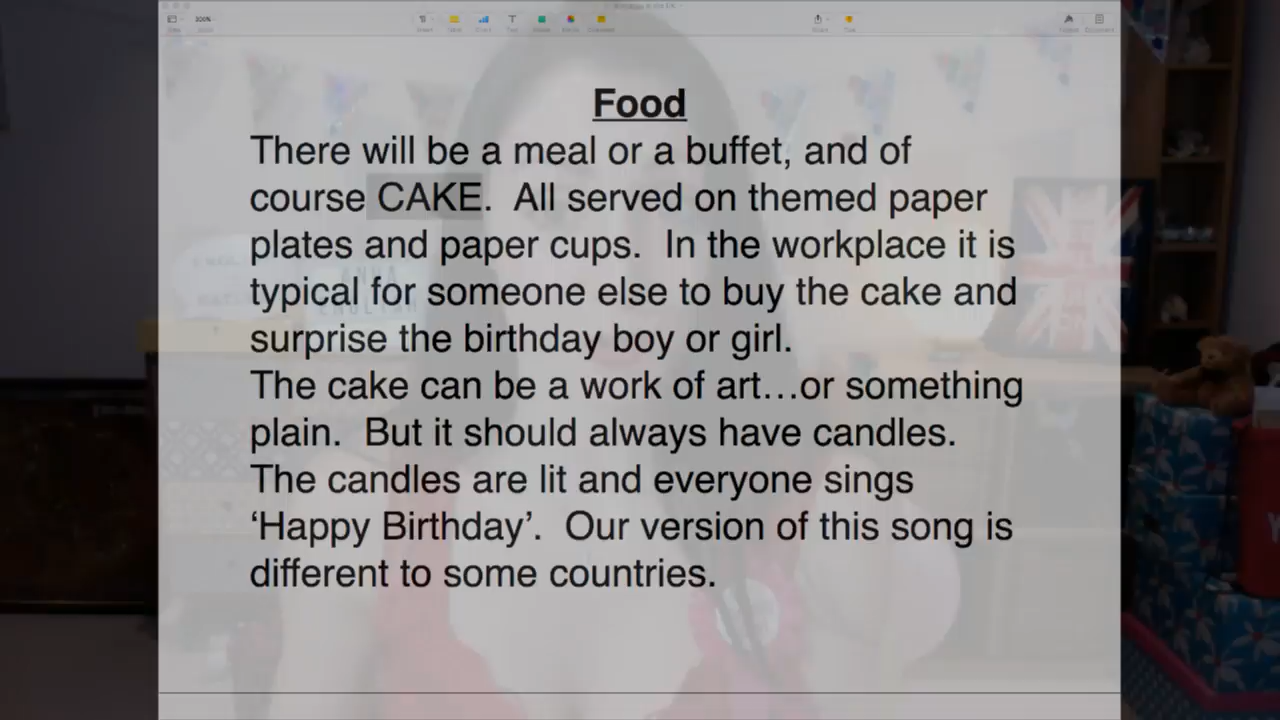 Food
There will be a meal or a buffet, and of
course CAKE.  All served on themed paper
plates and paper cups.  In the workplace it is
typical for someone else to buy the cake and
surprise the birthday boy or girl.
The cake can be a work of art…or something
plain.  But it should always have candles.
The candles are lit and everyone sings
‘Happy Birthday’.  Our version of this song is
different to some countries.